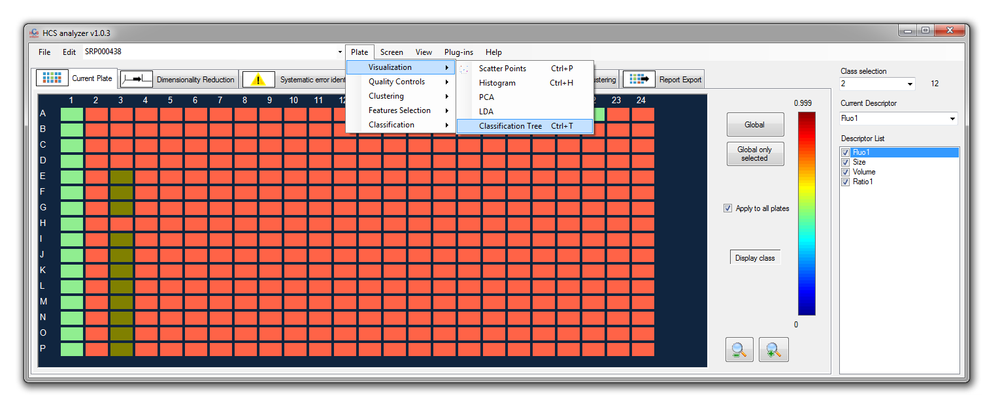 HCS analyzer v1.0.3
File Edit SRP000438 Plate Screen View Plug-ins Help
Visualization
Quality Controls
Clustering
Features Selection
Classification
Scatter Points Ctrl+P
Histogram Ctrl+H
PCA
LDA
Classification Tree Ctrl+T
Current Plate Dimensionality Reduction Systematic error ident ustering Report Export
1 2 3 4 5 6 7 8 9 10 11 12 2 23 24
A
B
C
D
E
F
G
H
I
J
K
L
M
N
O
P
Global
Global only
selected
Apply to all plates
Display class
0.999
0
Class selection
2 12
Current Descriptor
Fluo1
Descriptor List
Fluo1
Size
Volume
Ratio1